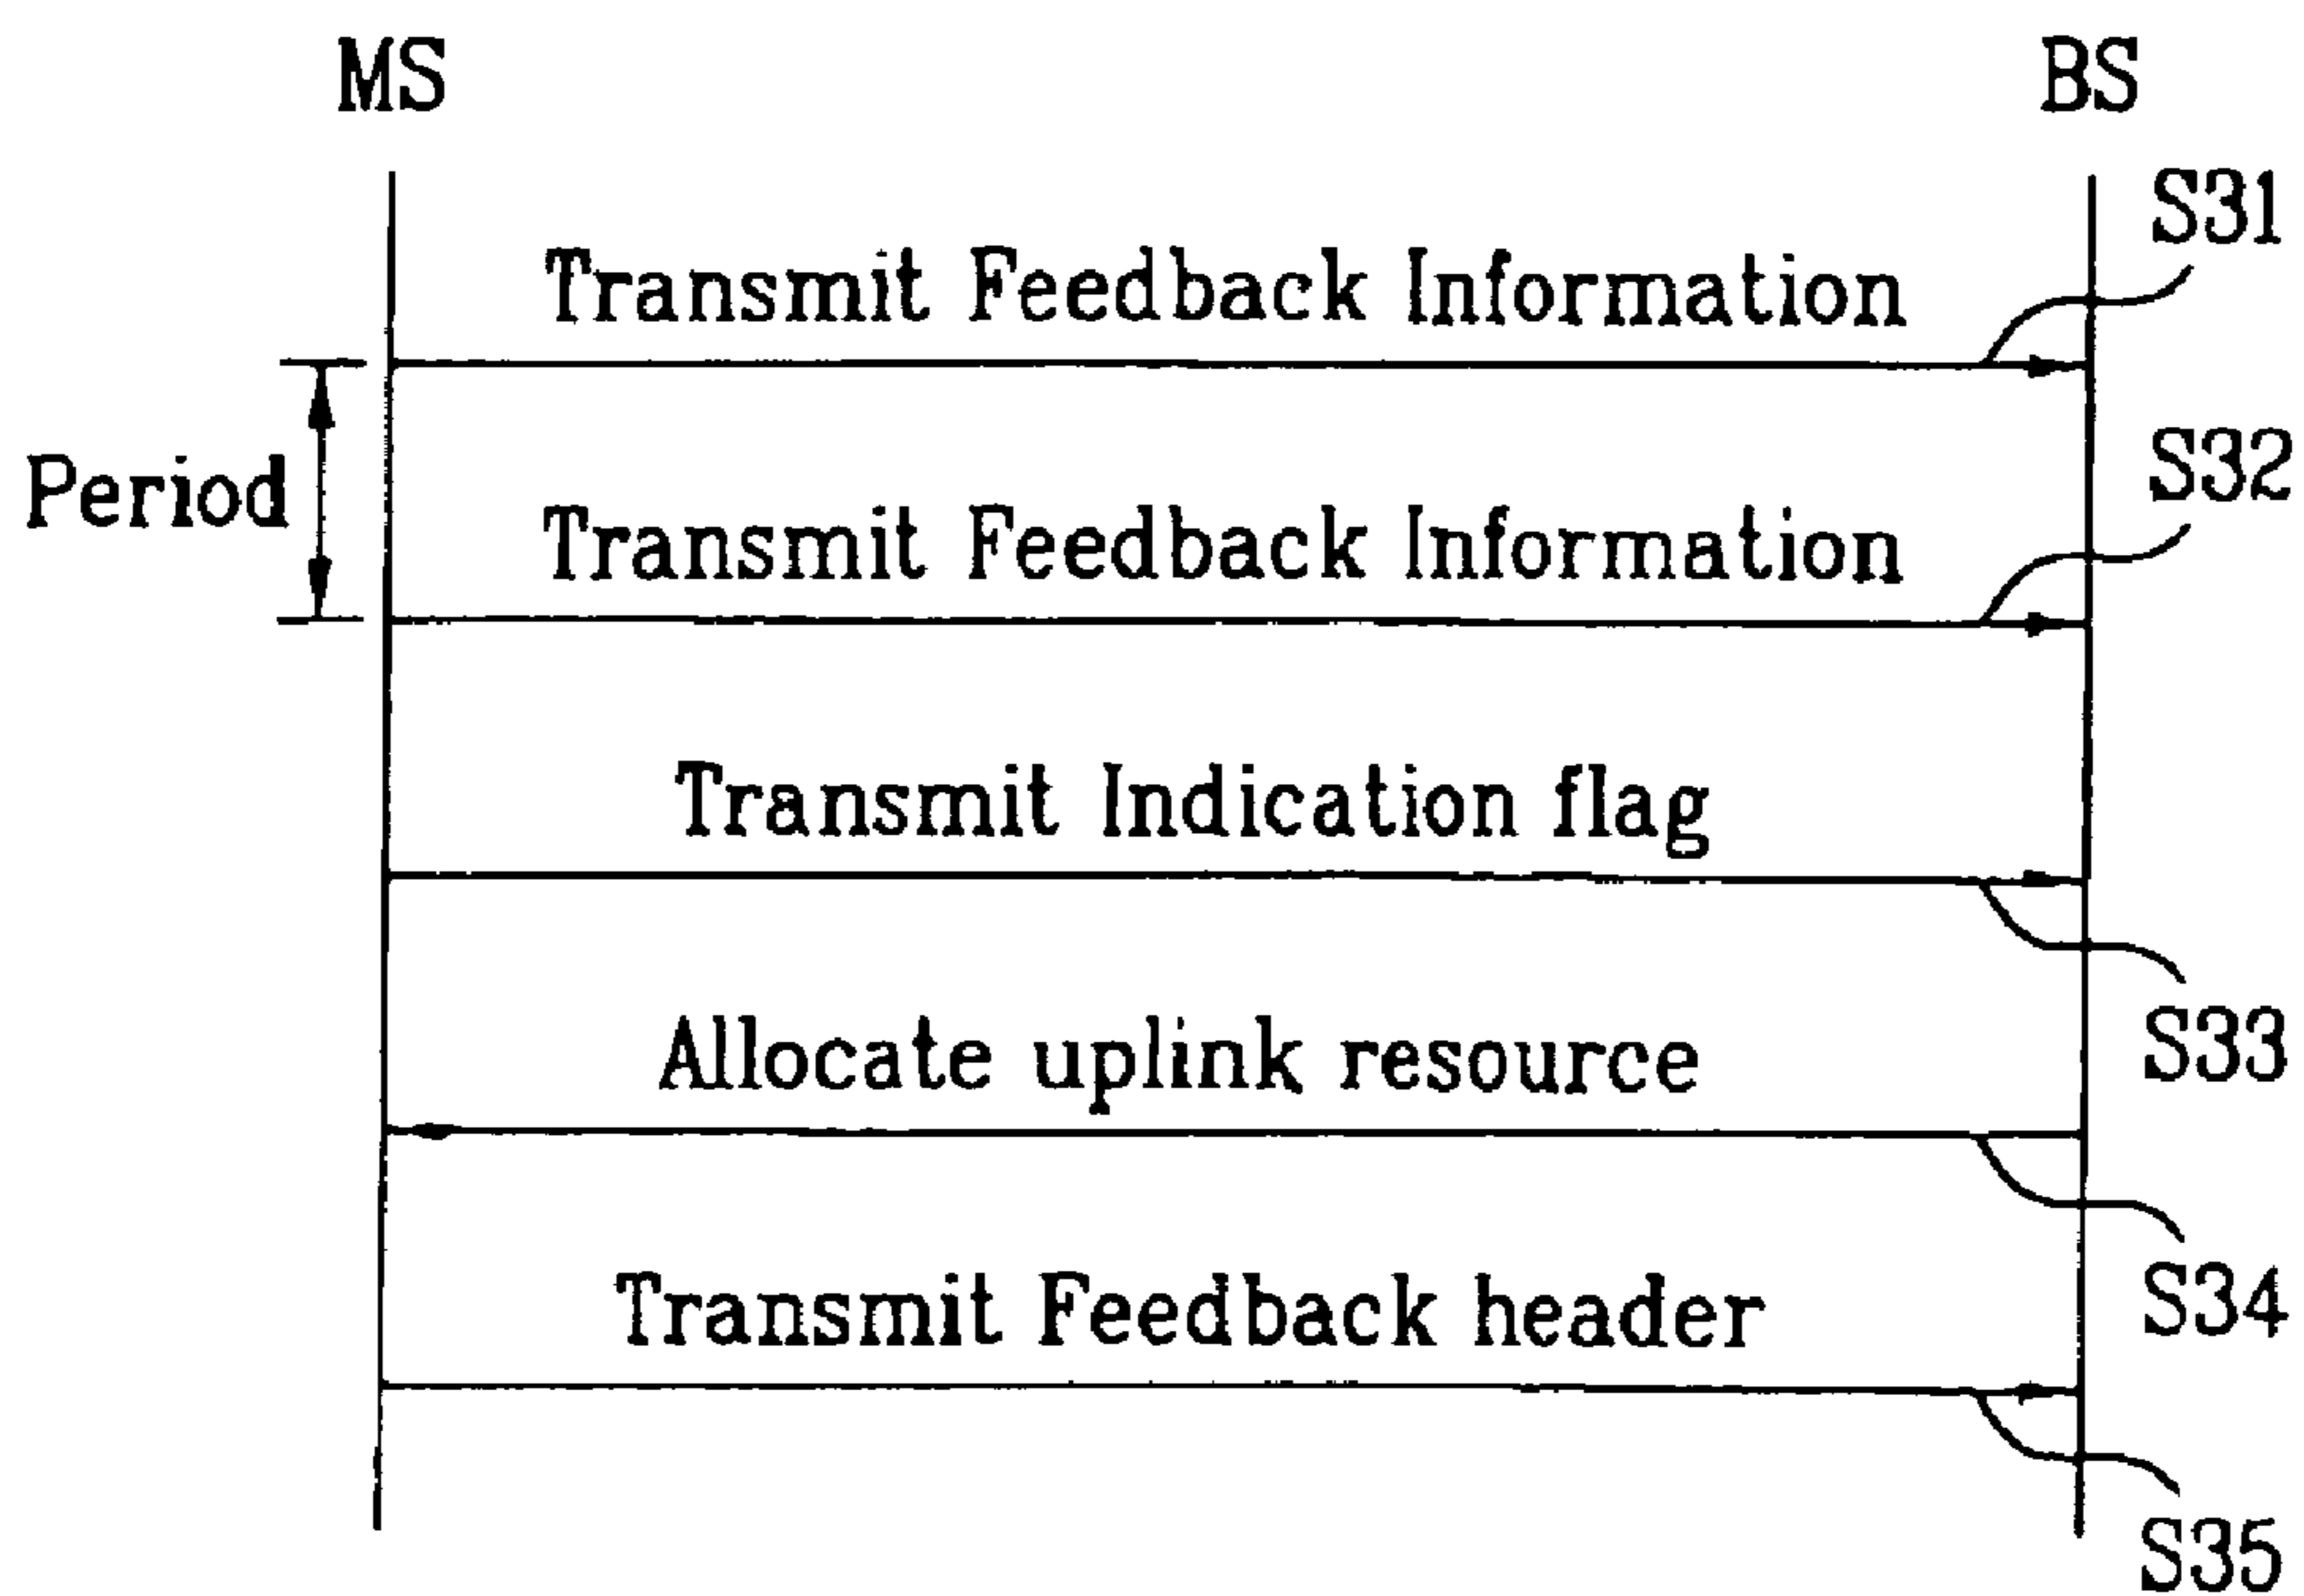 MS
BS
S31
Transmit Feedback Information
Period
S32
Transmit Feedback Information
Transmit Indication flag
S33
Allocate uplink resource
S34
Transmit Feedback header
S35